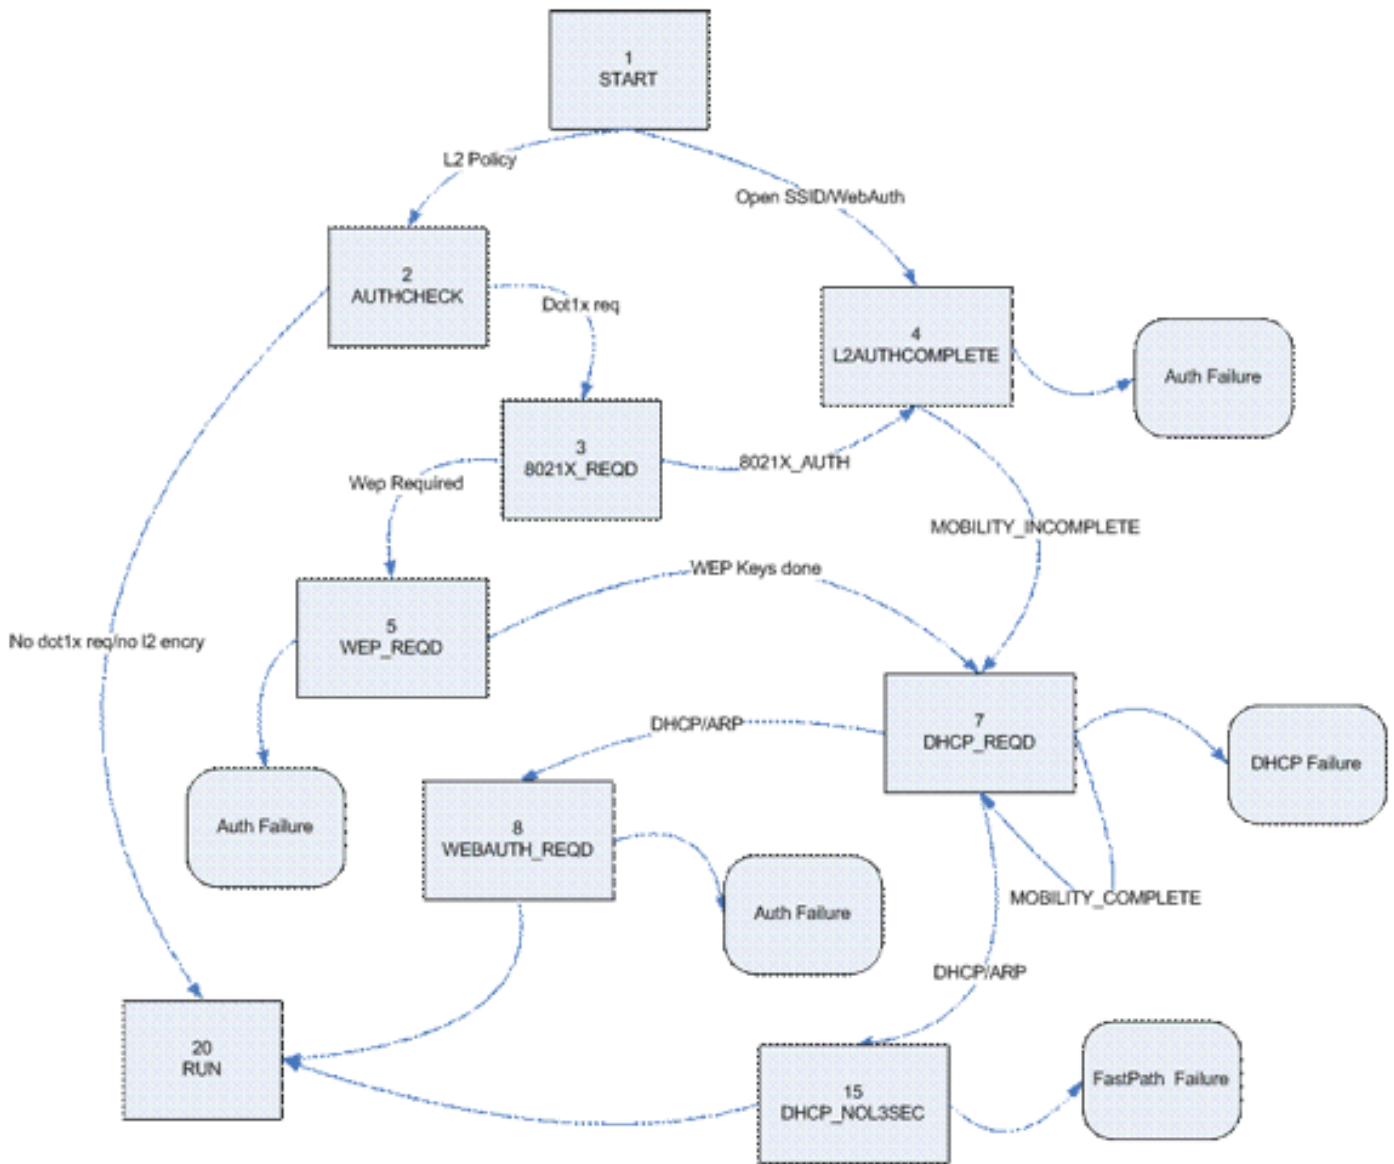 1
START
L2 Policy
Open SSID/WebAuth
2
AUTHCHECK
Dot1x req
4
L2AUTHCOMPLETE
Auth Failure
3
8021X_REQD
8021X_AUTH
Wep Required
MOBILITY_INCOMPLETE
WEP Keys done
5
WEP_REQD
No dot1x req/no l2 encry
7
DHCP_REQD
DHCP/ARP
DHCP Failure
Auth Failure
8
WEBAUTH_REQD
MOBILITY_COMPLETE
Auth Failure
DHCP/ARP
20
RUN
15
DHCP_NOL3SEC
FastPath Failure